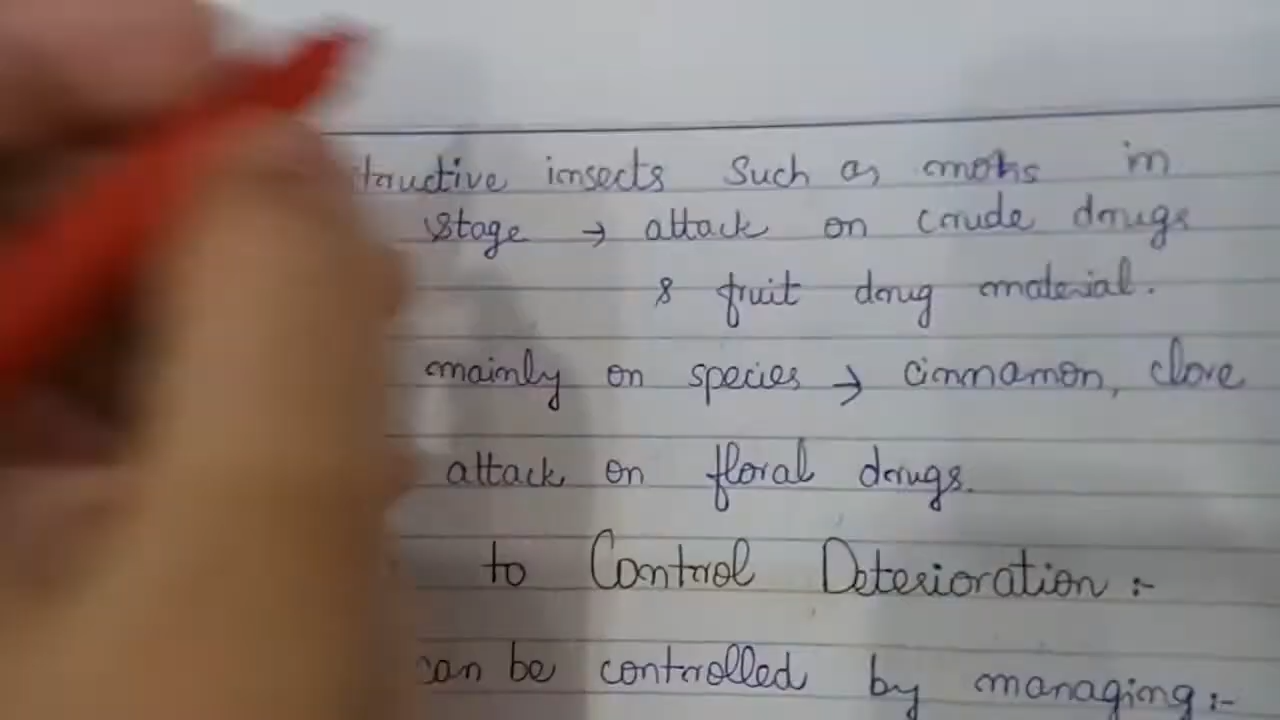 tructive insects such as moths in
stage → attack on crude drugs
& fruit drug material.
mainly on species → cinnamon, clove
attack on floral drugs.
to Control Deterioration :-
can be controlled by managing :-